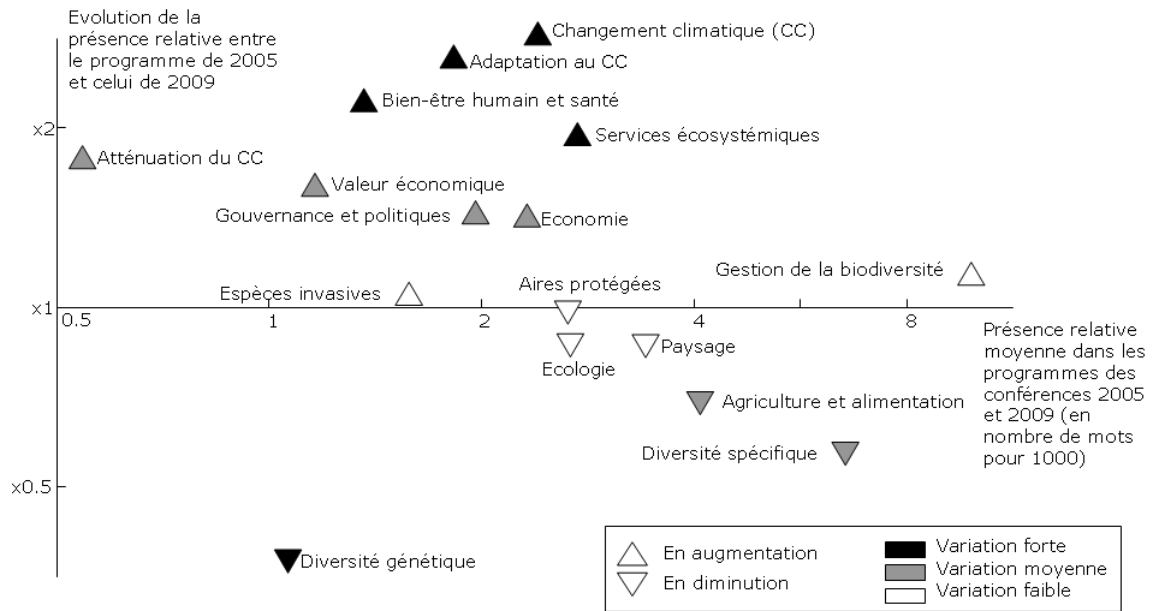 Evolution de la
présence relative entre
le programme de 2005
et celui de 2009
Changement climatique (CC)
Adaptation au CC
Bien-être humain et santé
x2
Services écosystémiques
Atténuation du CC
Valeur économique
Gouvernance et politiques
Economie
Gestion de la biodiversité
Aires protégées
Espèçes invasives
x1
0.5
1
2
4
8
Présence relative
moyenne dans les
programmes des
conférences 2005
et 2009 (en
nombre de mots
pour 1000)
Paysage
Ecologie
Agriculture et alimentation
Diversité spécifique
x0.5
Diversité génétique
En augmentation
En diminution
Variation forte
Variation moyenne
Variation faible